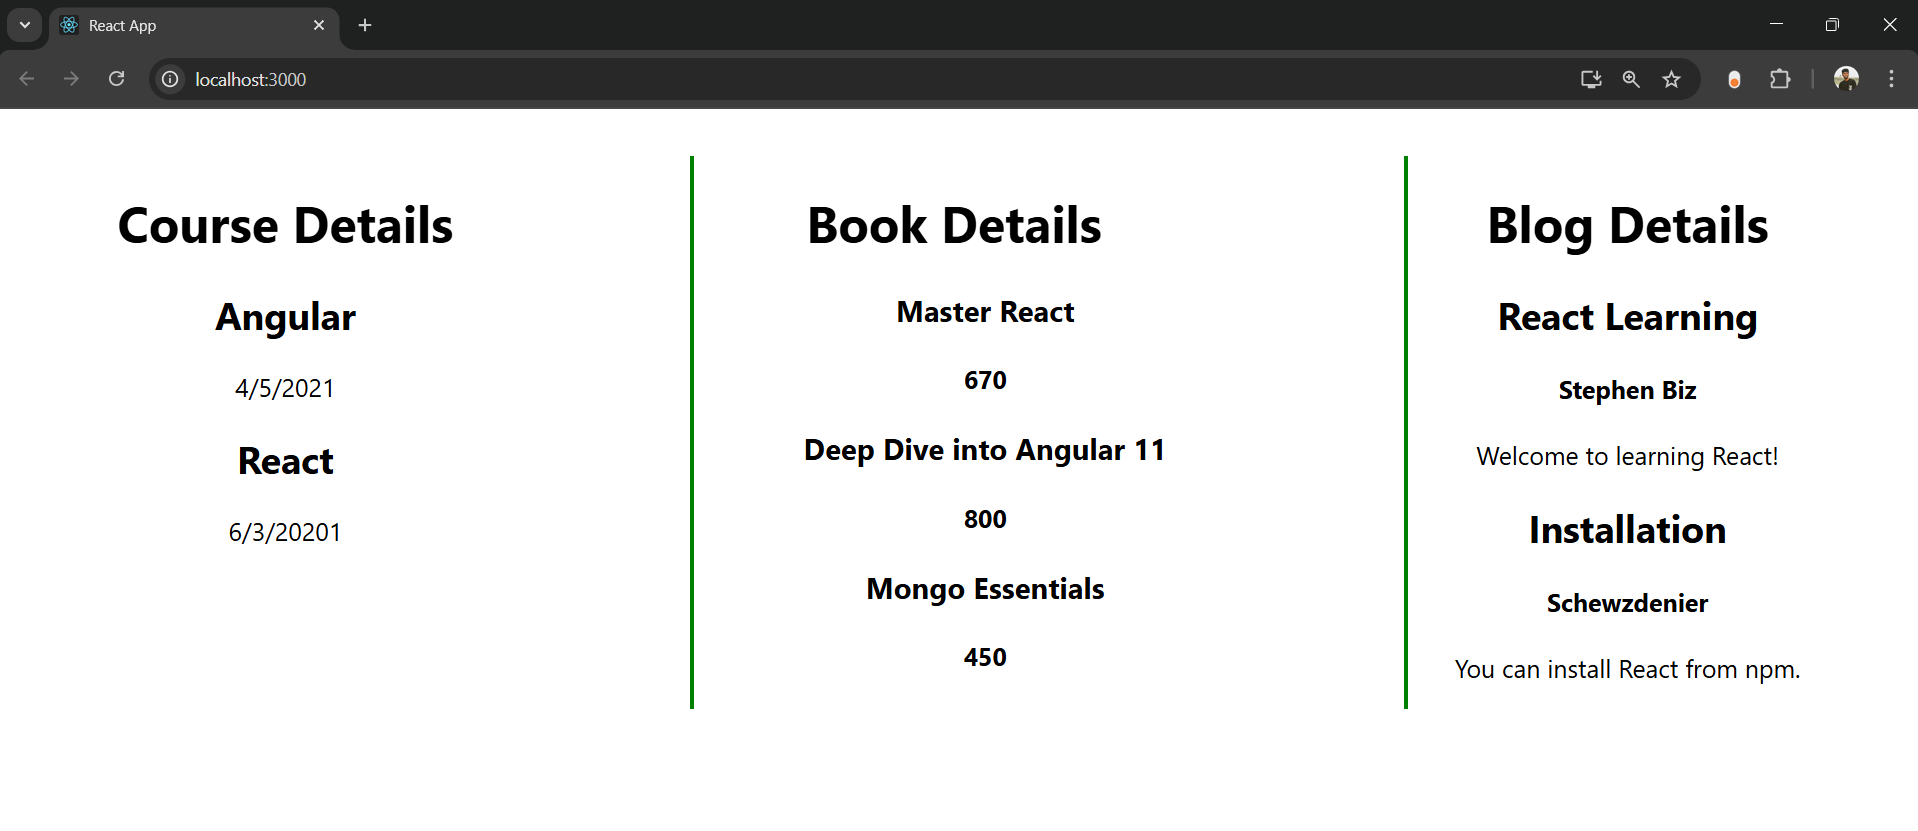 React App
localhost:3000
Course Details
Angular
4/5/2021
React
6/3/20201
Book Details
Master React
670
Deep Dive into Angular 11
800
Mongo Essentials
450
Blog Details
React Learning
Stephen Biz
Welcome to learning React!
Installation
Schewzdenier
You can install React from npm.